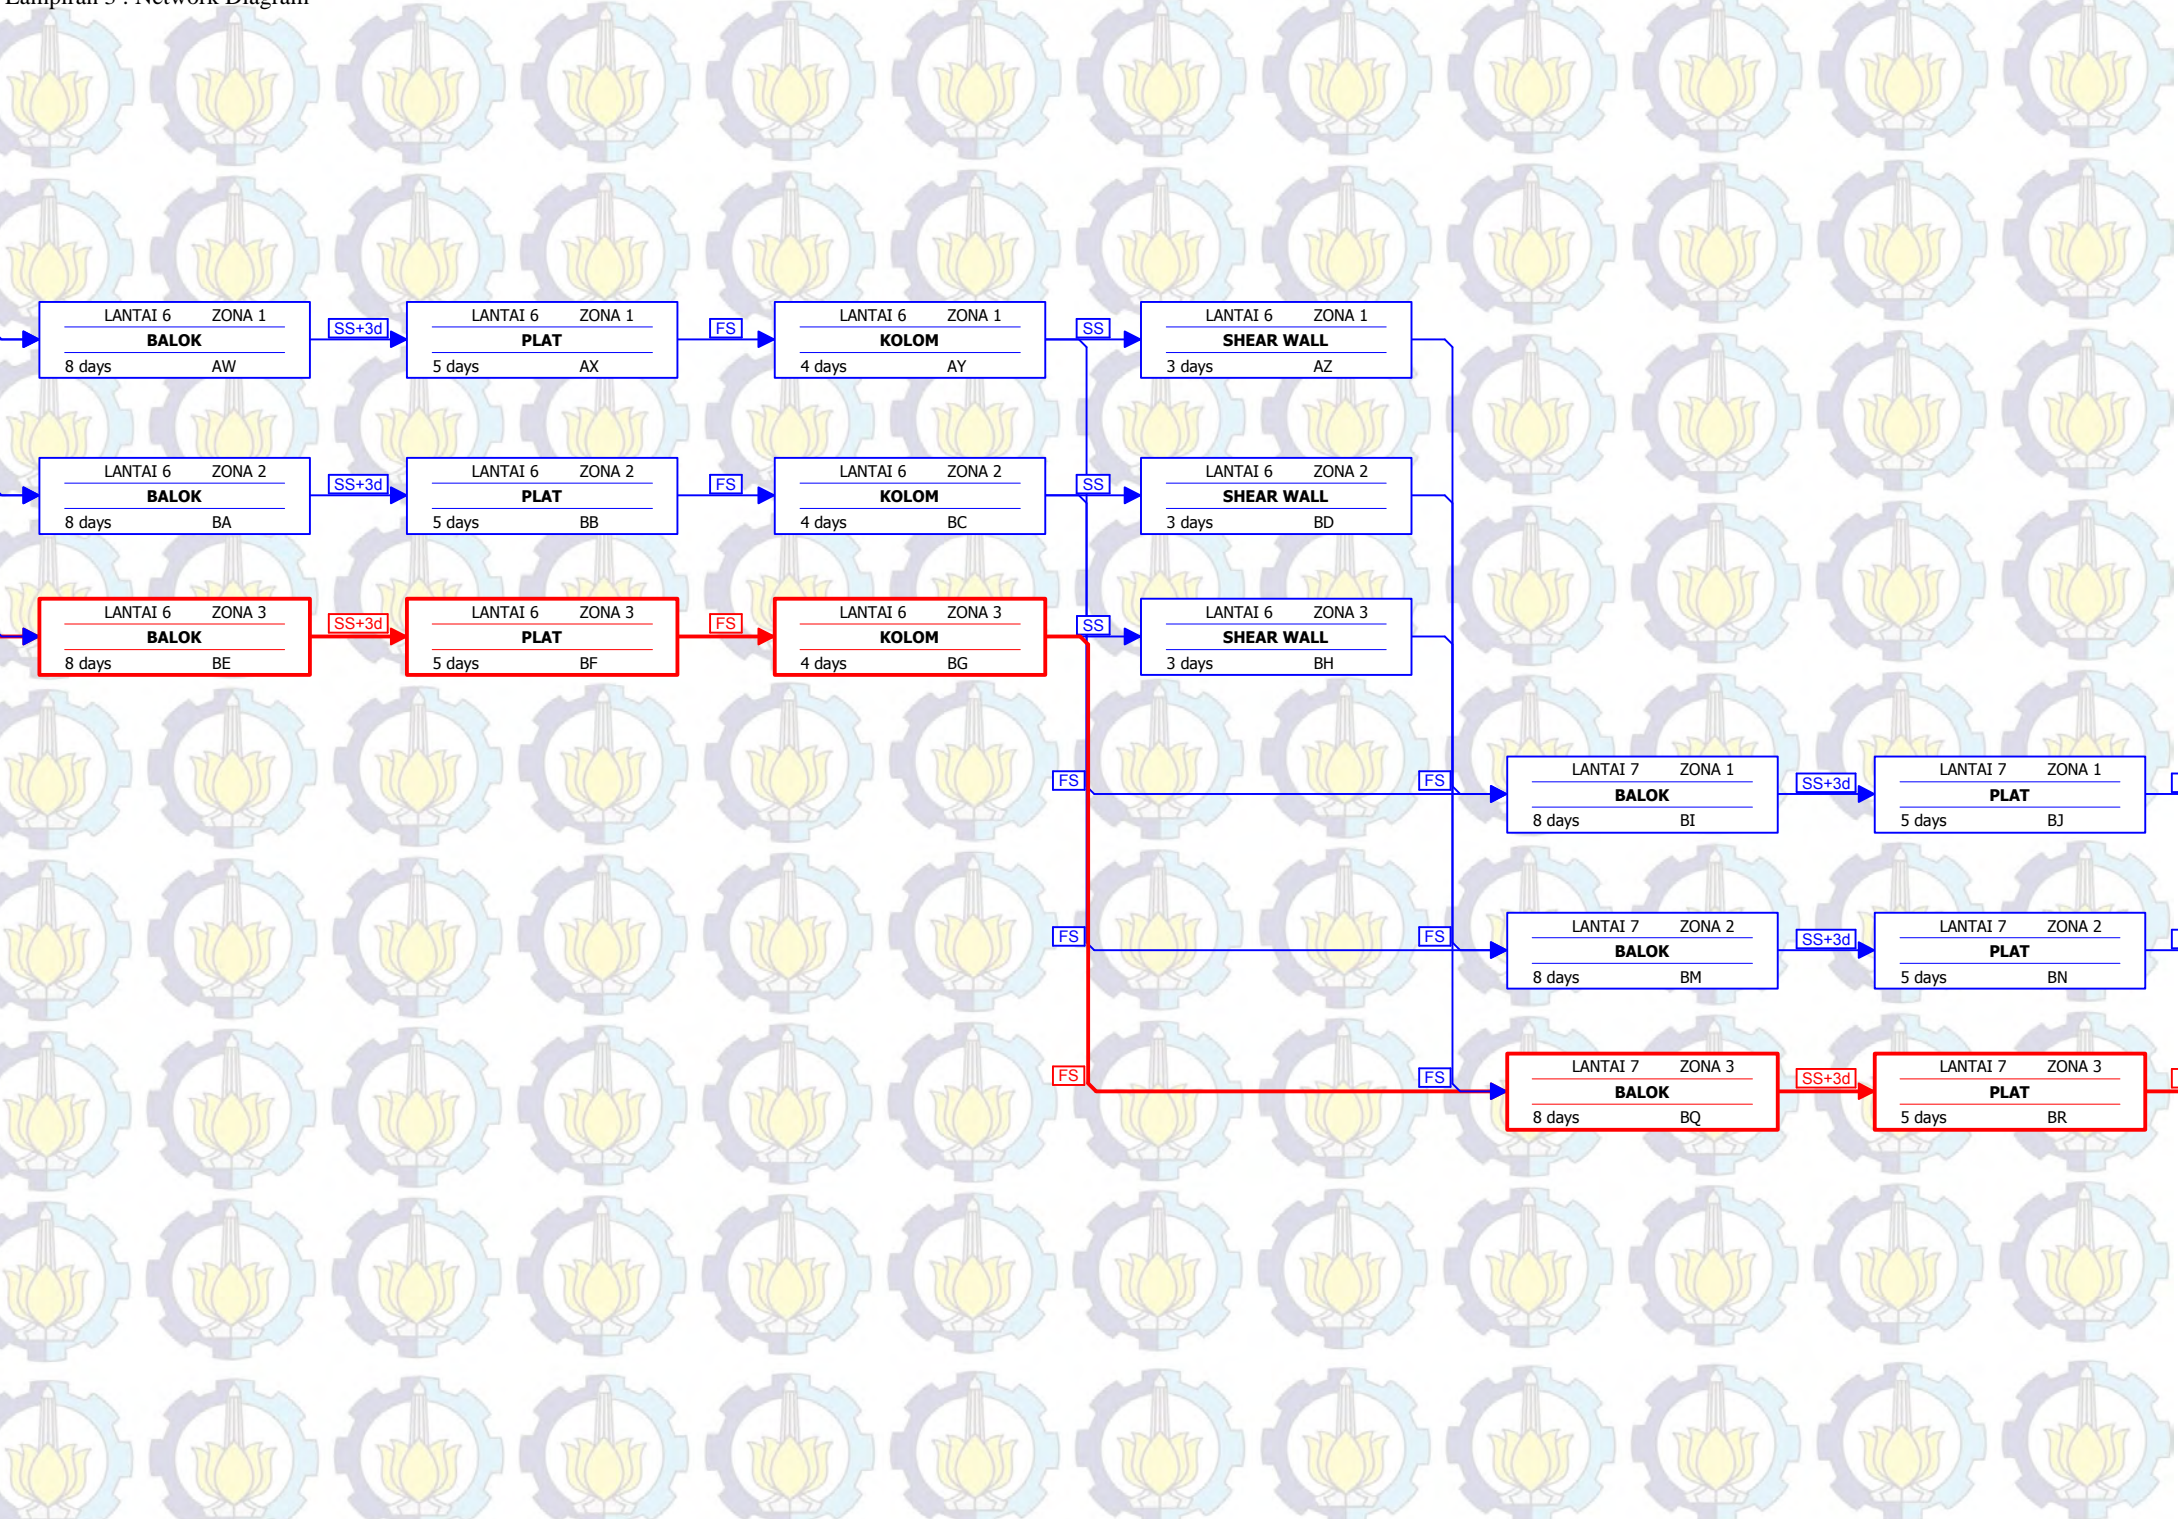 Lampiran 3 : Network Diagram
LANTAI 6 ZONA 1
BALOK
8 days AW
SS+3d
LANTAI 6 ZONA 1
PLAT
5 days AX
FS
LANTAI 6 ZONA 1
KOLOM
4 days AY
SS
LANTAI 6 ZONA 1
SHEAR WALL
3 days AZ
LANTAI 6 ZONA 2
BALOK
8 days BA
SS+3d
LANTAI 6 ZONA 2
PLAT
5 days BB
FS
LANTAI 6 ZONA 2
KOLOM
4 days BC
SS
LANTAI 6 ZONA 2
SHEAR WALL
3 days BD
LANTAI 6 ZONA 3
BALOK
8 days BE
SS+3d
LANTAI 6 ZONA 3
PLAT
5 days BF
FS
LANTAI 6 ZONA 3
KOLOM
4 days BG
SS
LANTAI 6 ZONA 3
SHEAR WALL
3 days BH
FS
FS
LANTAI 7 ZONA 1
BALOK
8 days BI
SS+3d
LANTAI 7 ZONA 1
PLAT
5 days BJ
FS
FS
LANTAI 7 ZONA 2
BALOK
8 days BM
SS+3d
LANTAI 7 ZONA 2
PLAT
5 days BN
FS
FS
LANTAI 7 ZONA 3
BALOK
8 days BQ
SS+3d
LANTAI 7 ZONA 3
PLAT
5 days BR